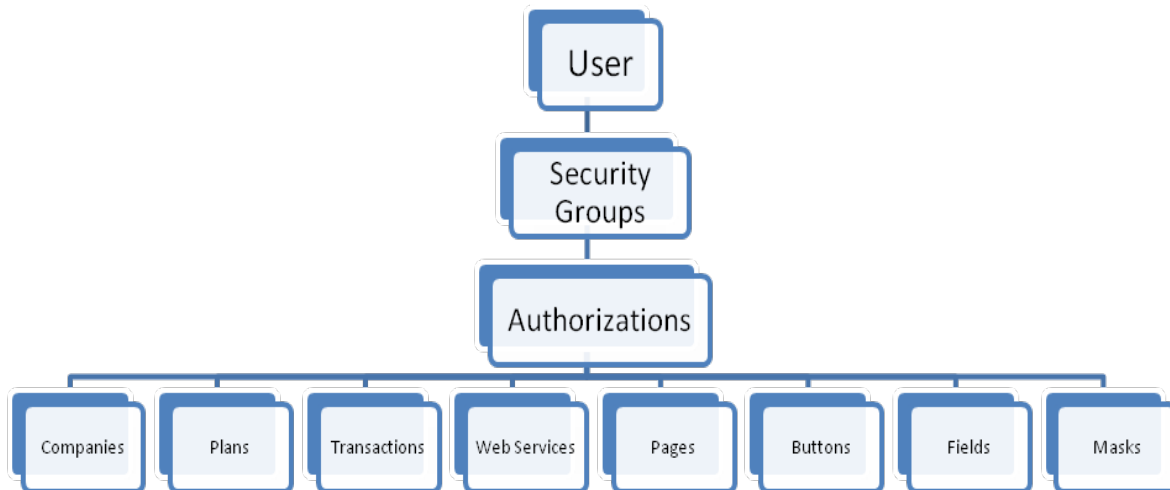 User
Security
Groups
Authorizations
Companies
Plans
Transactions
Web Services
Pages
Buttons
Fields
Masks